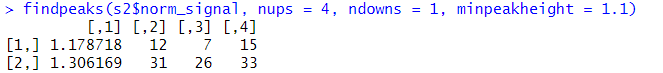 > findpeaks(s2$norm_signal, nups = 4, ndowns = 1, minpeakheight = 1.1)
         [,1] [,2] [,3] [,4]
[1,] 1.178718   12    7   15
[2,] 1.306169   31   26   33